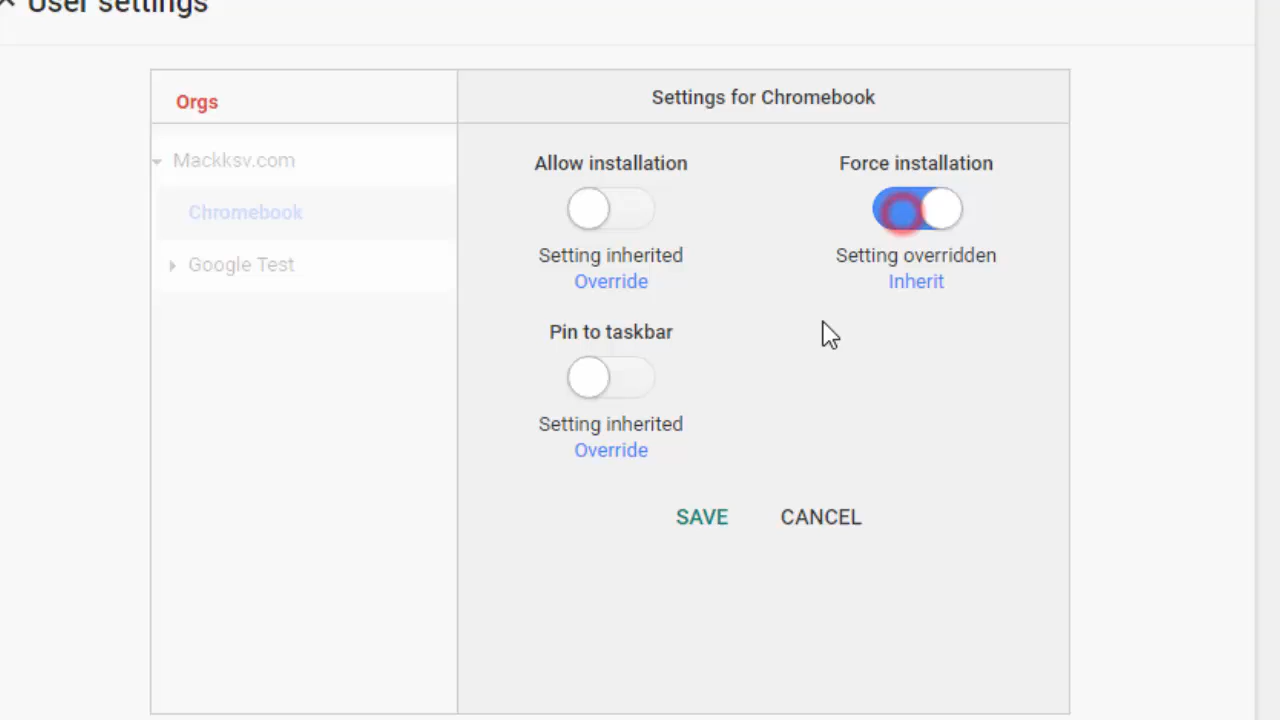 User settings
Orgs
Settings for Chromebook
Mackksv.com
Chromebook
Google Test
Allow installation
Force installation
Setting inherited
Override
Setting overridden
Inherit
Pin to taskbar
Setting inherited
Override
SAVE
CANCEL